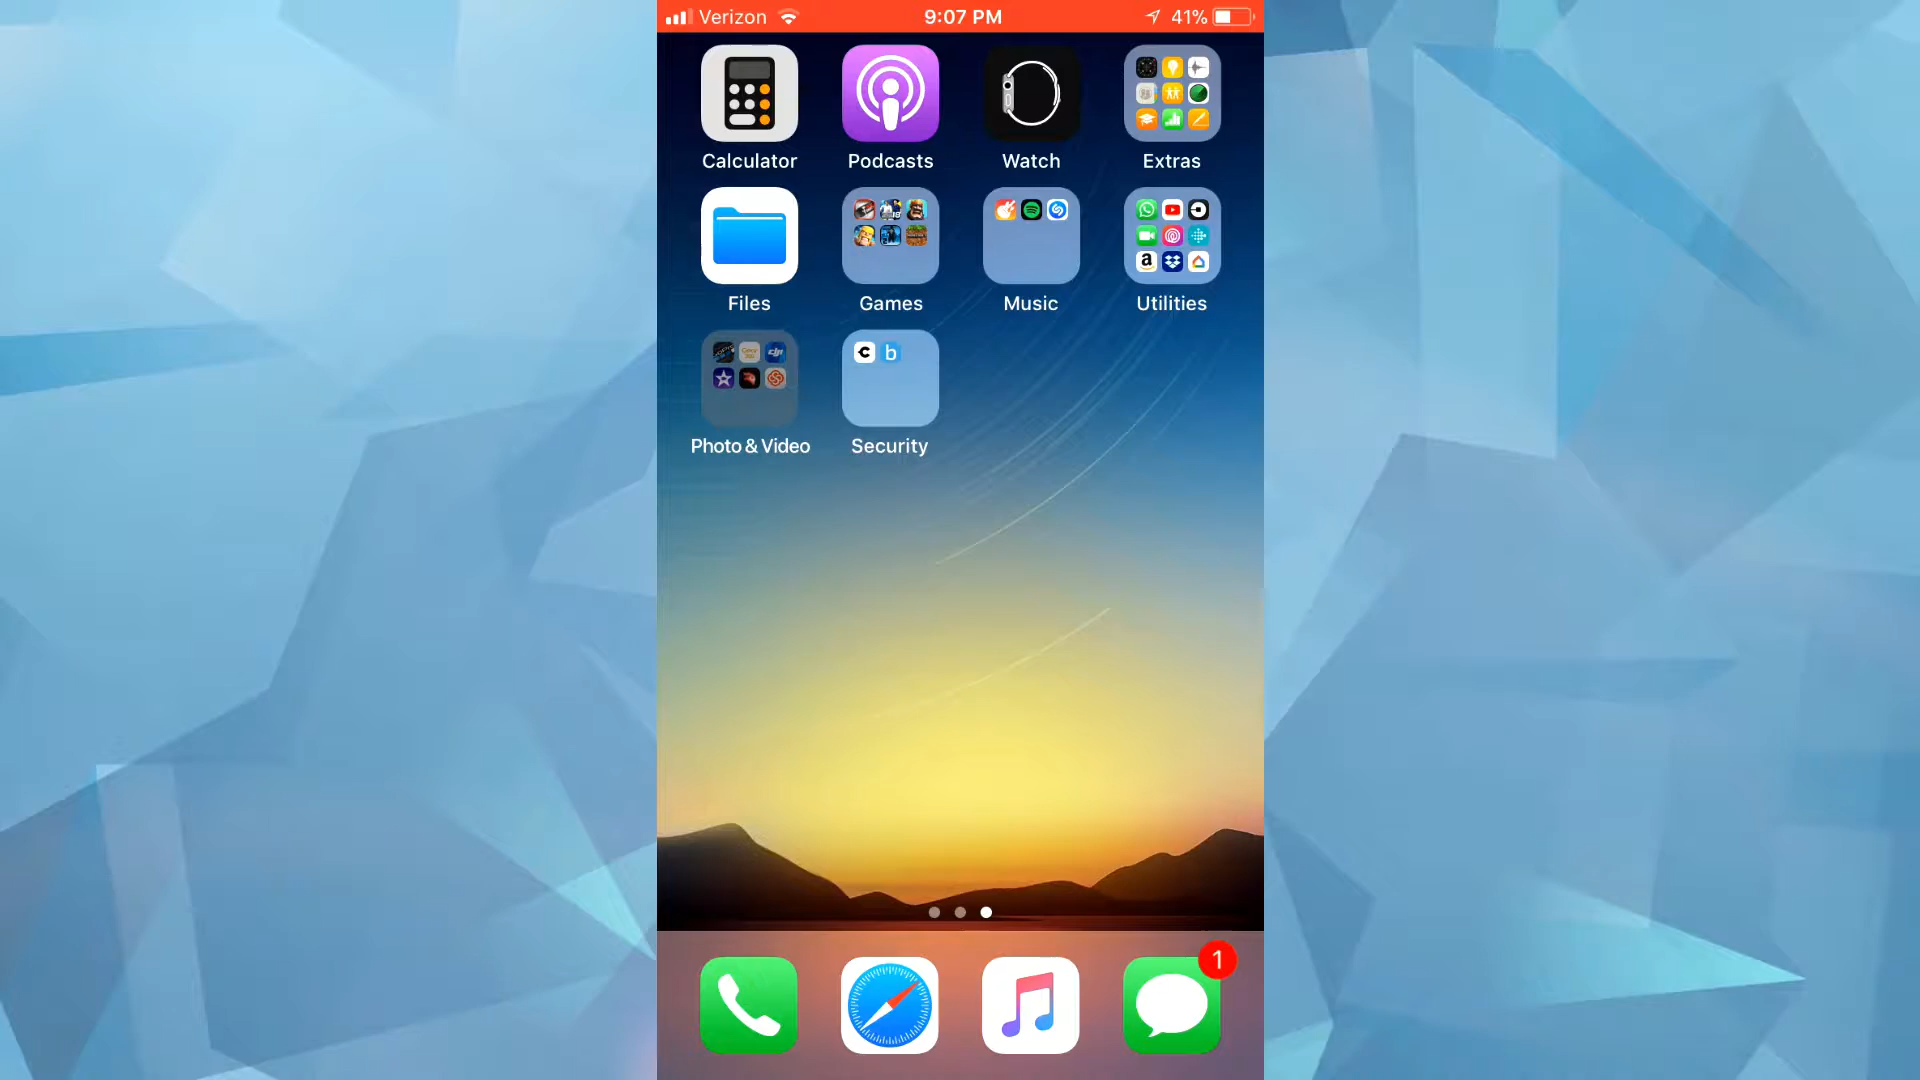 Verizon 9:07 PM 41%
Calculator Podcasts Watch Extras
Files Games Music Utilities
Photo & Video Security
1